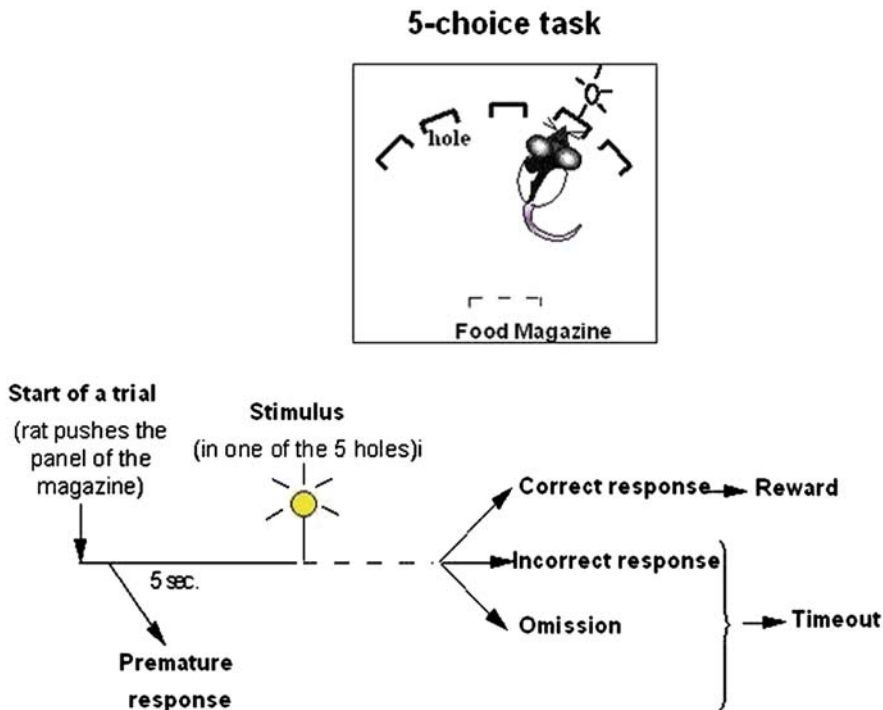 5-choice task
hole
Food Magazine
Start of a trial
(rat pushes the
panel of the
magazine)
Stimulus
(in one of the 5 holes)i
5 sec.
Premature
response
Correct response
Reward
Incorrect response
Omission
Timeout